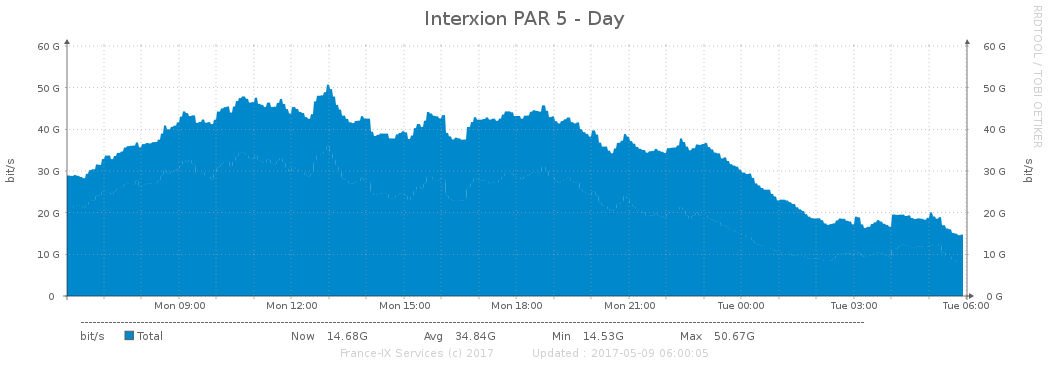 Interxion PAR 5 - Day
RRDTOOL / TOBI OETIKER
60 G 60 G
50 G 50 G
40 G 40 G
30 G 30 G
20 G 20 G
10 G 10 G
0 0 G
bit/s bit/s
Mon 09:00 Mon 12:00 Mon 15:00 Mon 18:00 Mon 21:00 Tue 00:00 Tue 03:00 Tue 06:00
bit/s Total Now 14.68G Avg 34.84G Min 14.53G Max 50.67G
France-IX Services (c) 2017 Updated : 2017-05-09 06:00:05